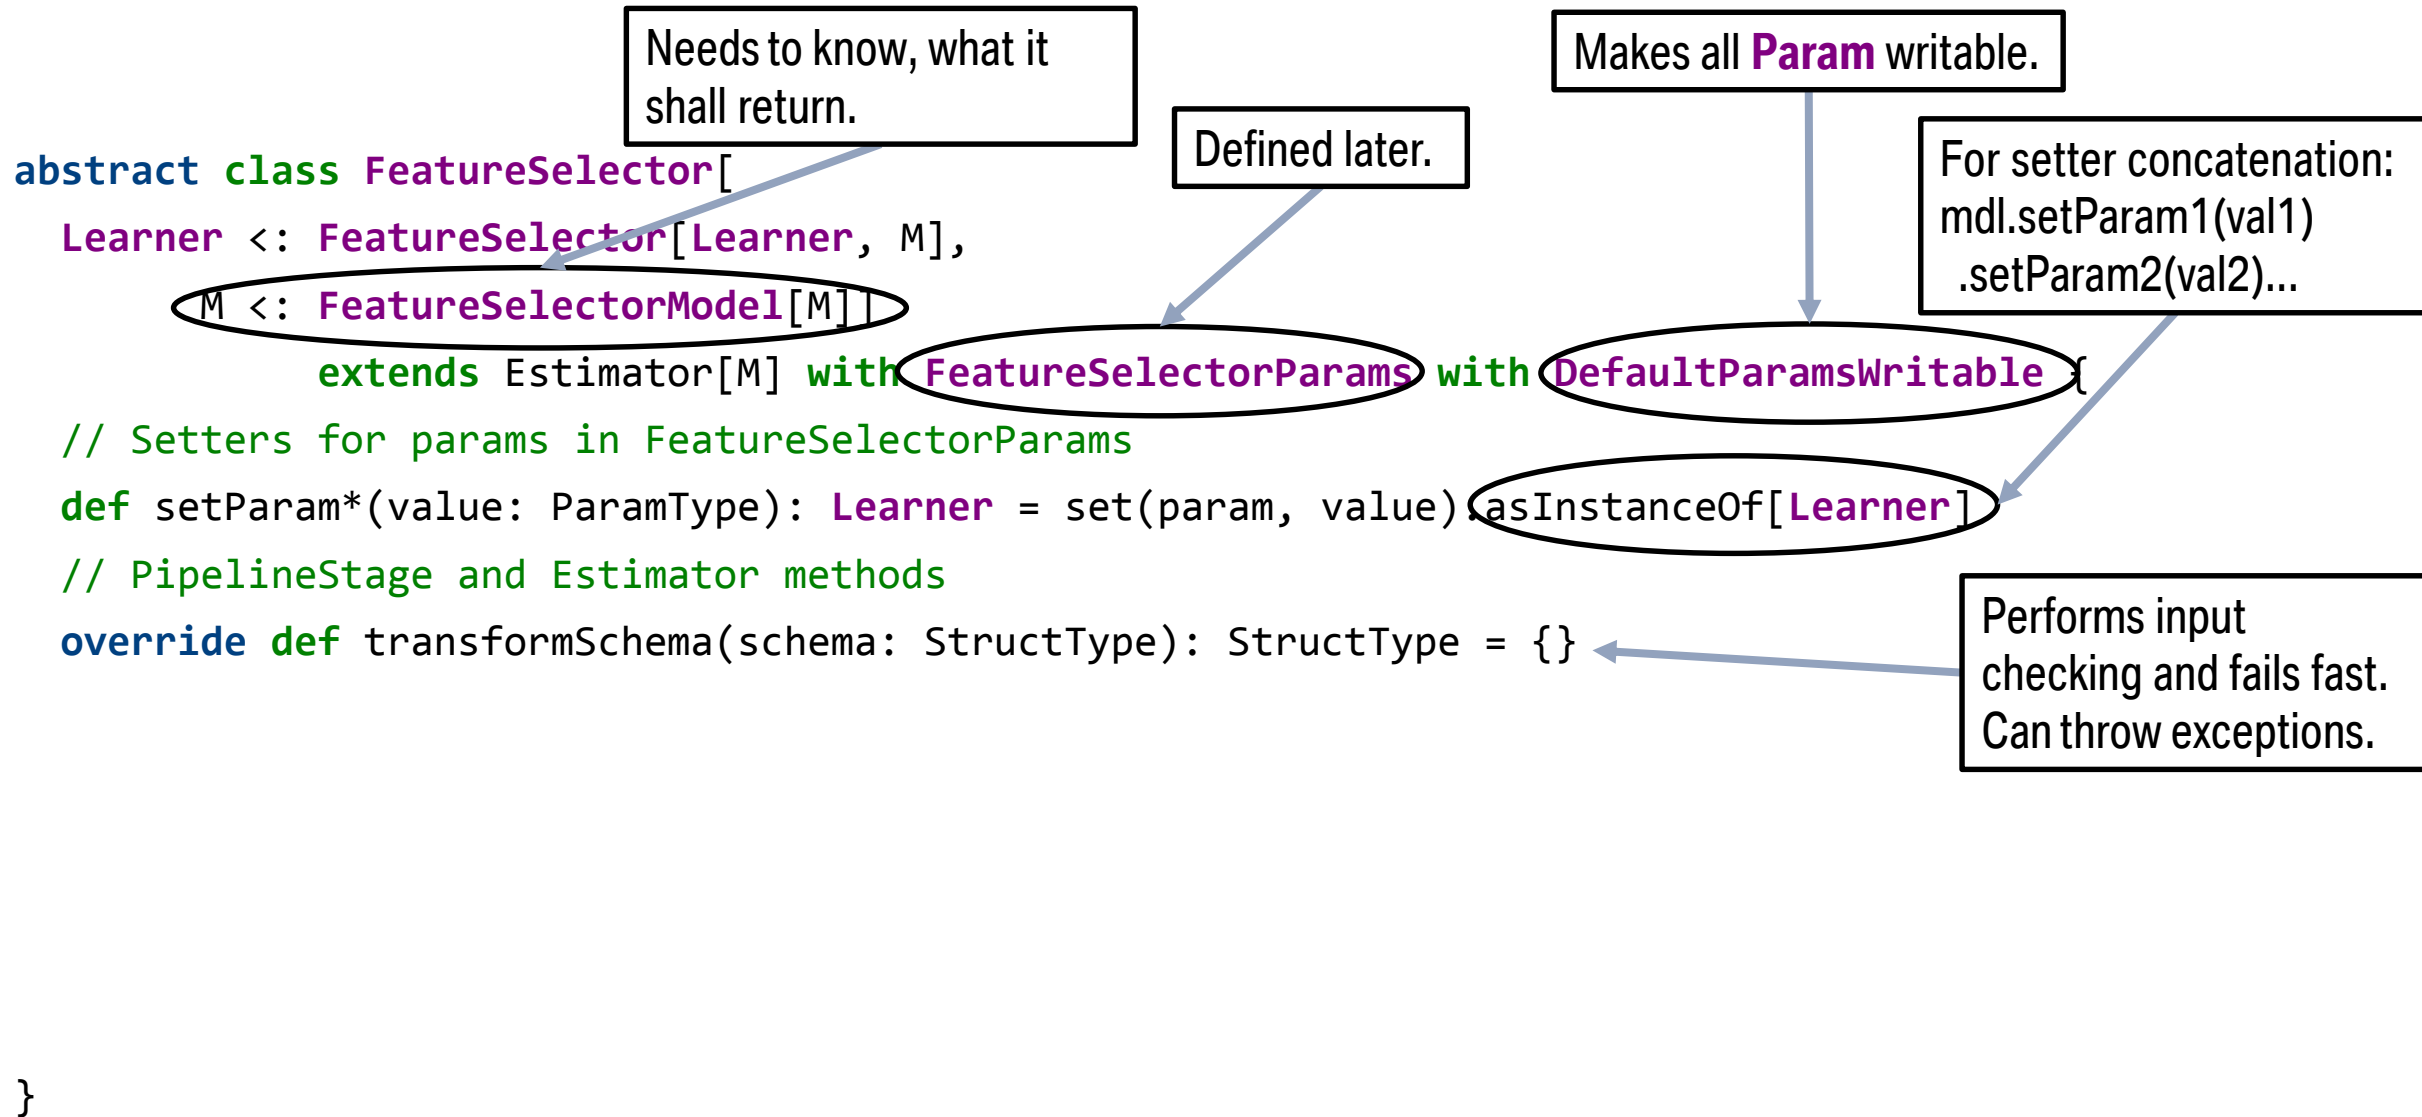 Needs to know, what it
shall return.
Makes all Param writable.
Defined later.
For setter concatenation:
mdl.setParam1(val1)
.setParam2(val2)...
abstract class FeatureSelector[
Learner <: FeatureSelector[Learner, M],
M <: FeatureSelectorModel[M]]
extends Estimator[M] with FeatureSelectorParams with DefaultParamsWritable {
// Setters for params in FeatureSelectorParams
def setParam*(value: ParamType): Learner = set(param, value).asInstanceOf[Learner]
// PipelineStage and Estimator methods
override def transformSchema(schema: StructType): StructType = {}
Performs input
checking and fails fast.
Can throw exceptions.
}